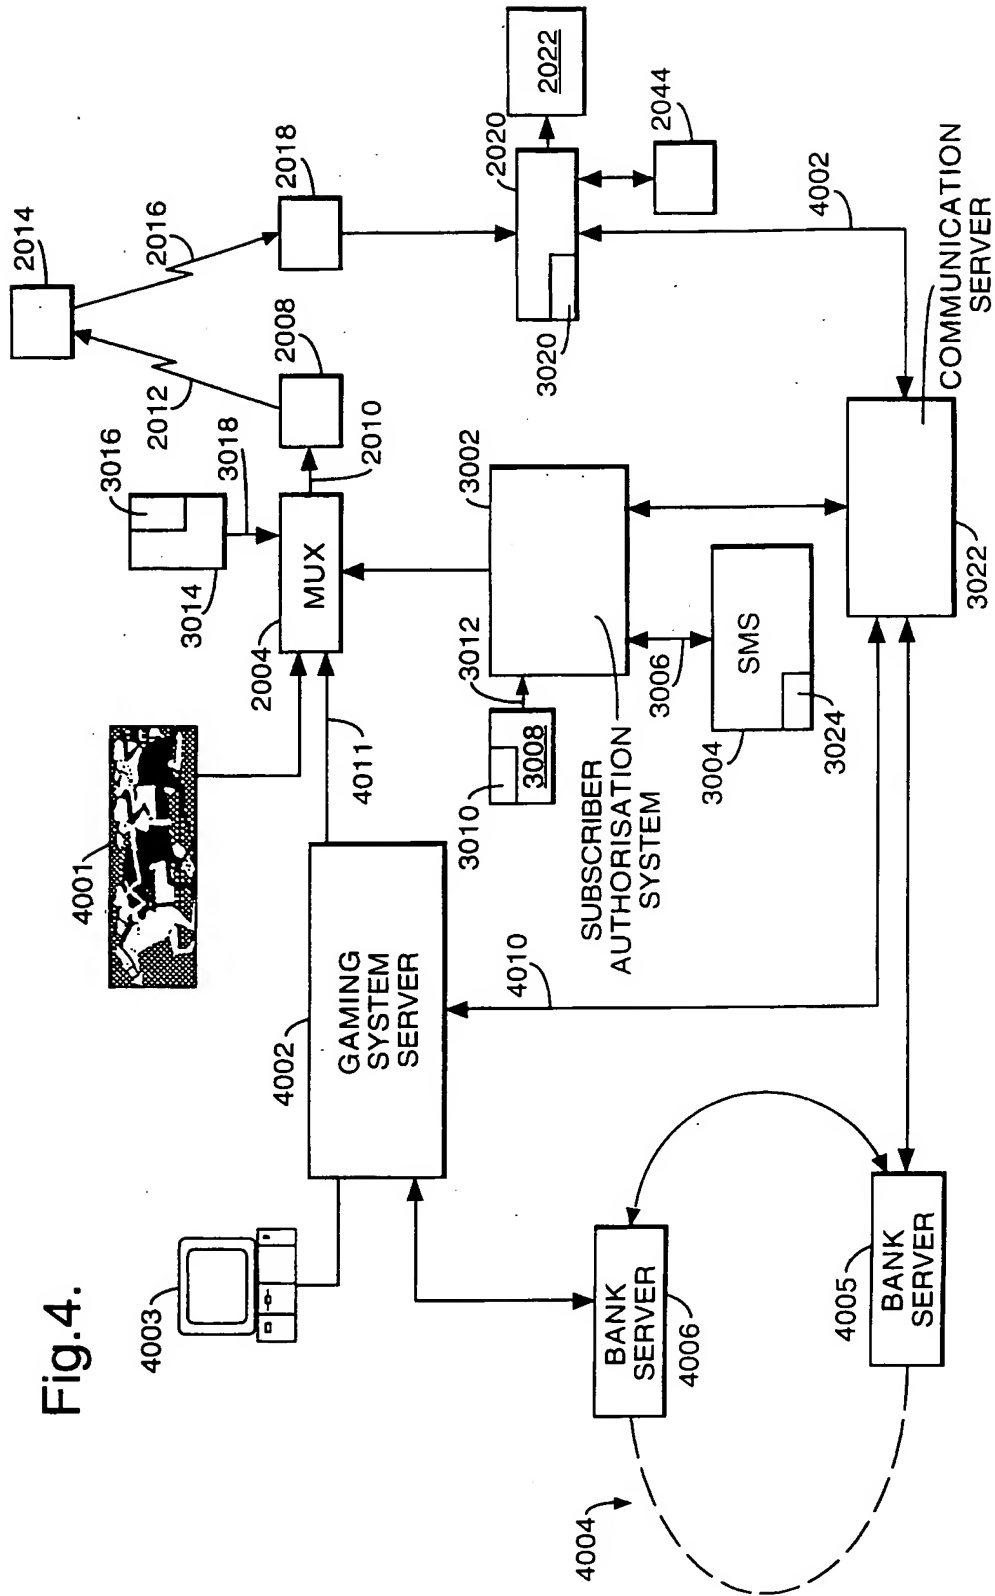 Fig.4.
4003
4001
4002
GAMING
SYSTEM
SERVER
4011
4010
2004
MUX
3014
3016
3018
2010
2008
2012
2014
2016
2018
2020
2022
2044
3020
4002
3002
3012
3010
3008
SUBSCRIBER
AUTHORISATION
SYSTEM
3006
3004
SMS
3024
3022
COMMUNICATION
SERVER
BANK
SERVER
4006
4005
BANK
SERVER
4004